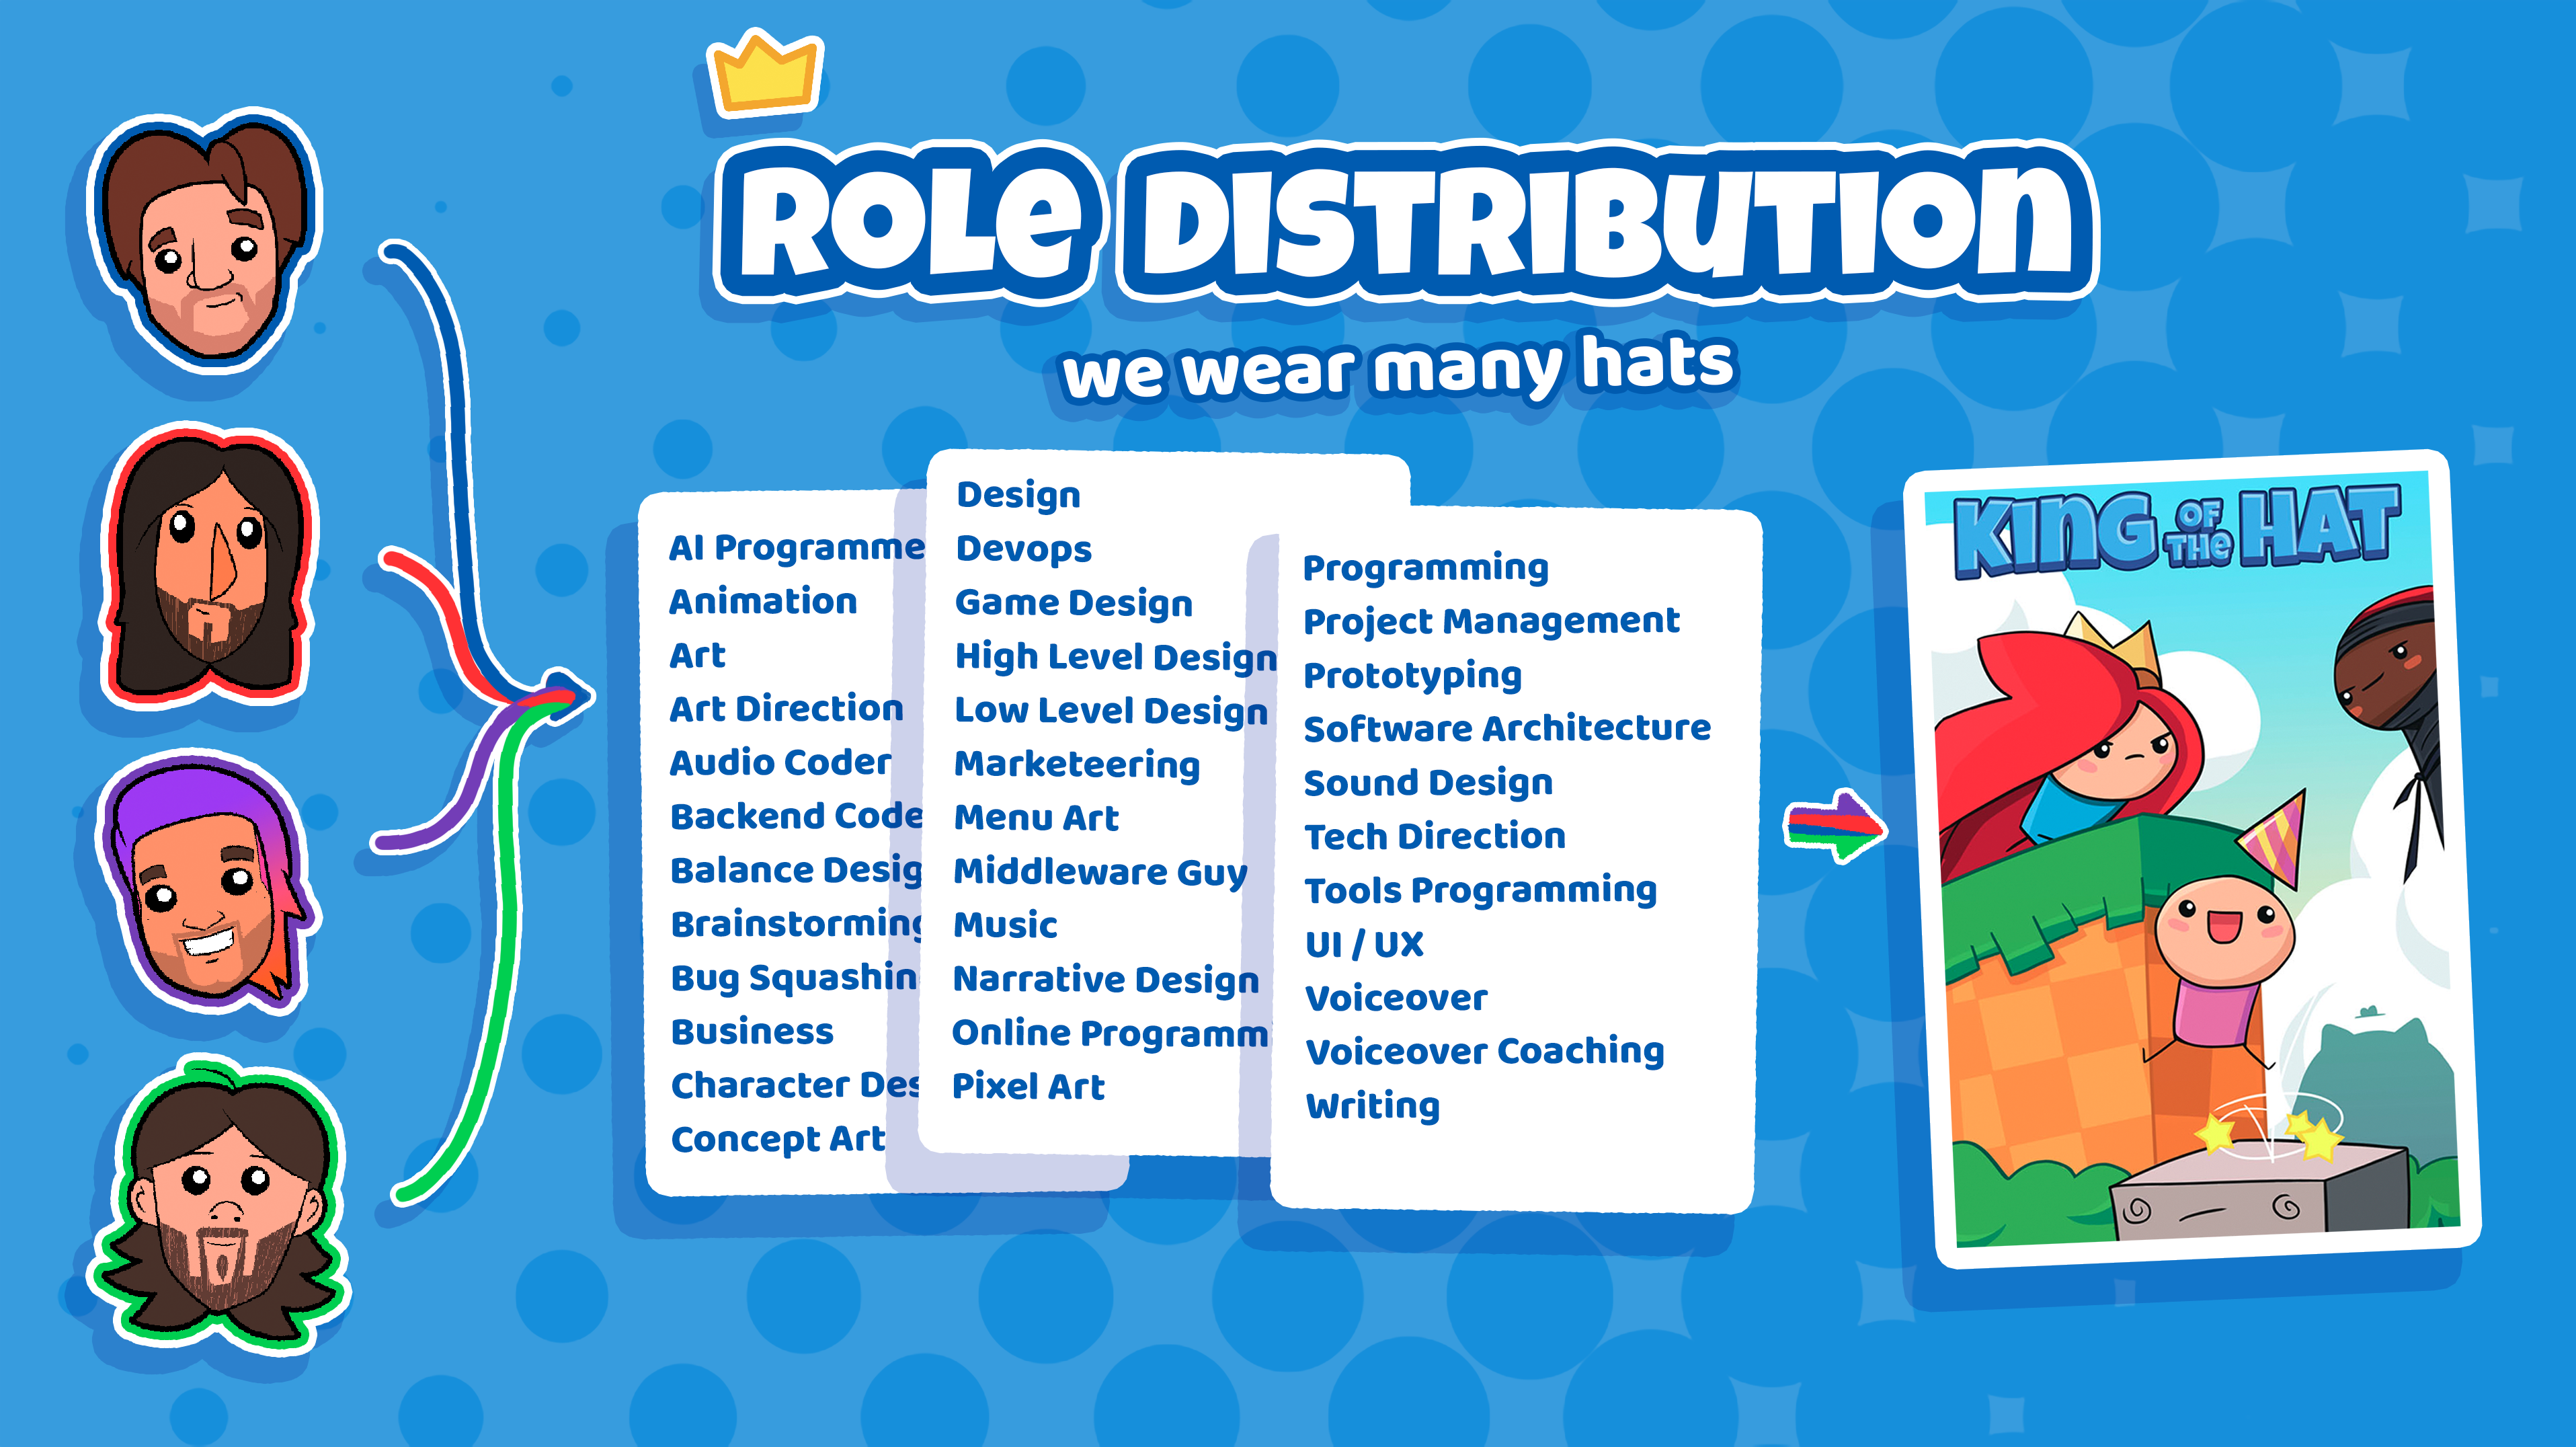 ROLE DISTRIBUTION
we wear many hats
AI Programme
Animation
Art
Art Direction
Audio Coder
Backend Code
Balance Desig
Brainstorming
Bug Squashin
Business
Character Des
Concept Art
Design
Devops
Game Design
High Level Design
Low Level Design
Marketeering
Menu Art
Middleware Guy
Music
Narrative Design
Online Programm
Pixel Art
Programming
Project Management
Prototyping
Software Architecture
Sound Design
Tech Direction
Tools Programming
UI / UX
Voiceover
Voiceover Coaching
Writing
KING OF THE HAT